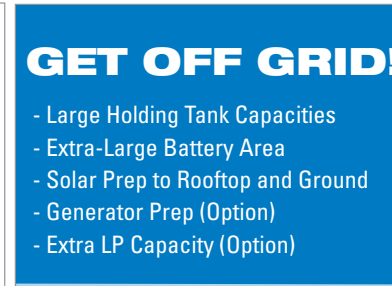 GET OFF GRID!
- Large Holding Tank Capacities
- Extra-Large Battery Area
- Solar Prep to Rooftop and Ground
- Generator Prep (Option)
- Extra LP Capacity (Option)